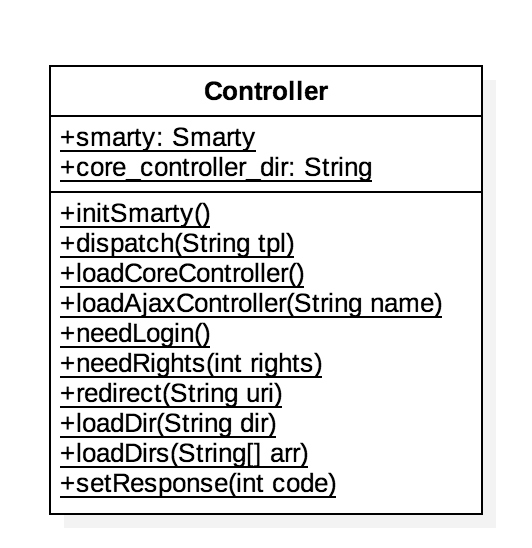 Controller
+smarty: Smarty
+core_controller_dir: String
+initSmarty()
+dispatch(String tpl)
+loadCoreController()
+loadAjaxController(String name)
+needLogin()
+needRights(int rights)
+redirect(String uri)
+loadDir(String dir)
+loadDirs(String[] arr)
+setResponse(int code)